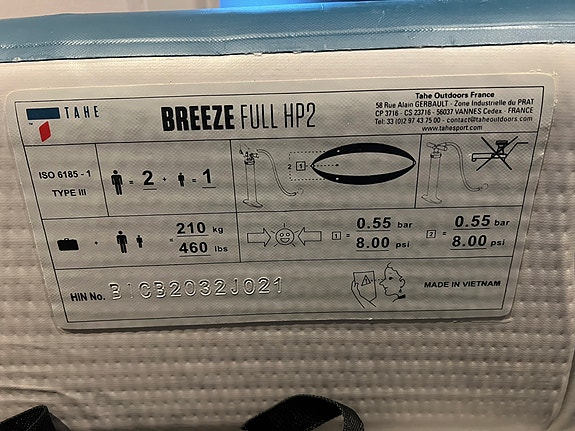 TAHE
BREEZE FULL HP2
Tahe Outdoors France
58 Rue Alain GERBAULT - Zone Industrielle du PRAT
CP 3716 - CS 23716 - 56037 VANNES Cedex - FRANCE
Tel: 33 (0)2 97 43 75 00 - contact@taheoutdoors.com
www.tahesport.com
ISO 6185 - 1
TYPE III
= 2 + = 1
2 1
+ = 210 kg
460 lbs
1 = 0.55 bar
8.00 psi
2 = 0.55 bar
8.00 psi
HIN No. B1CB2032J021
MADE IN VIETNAM